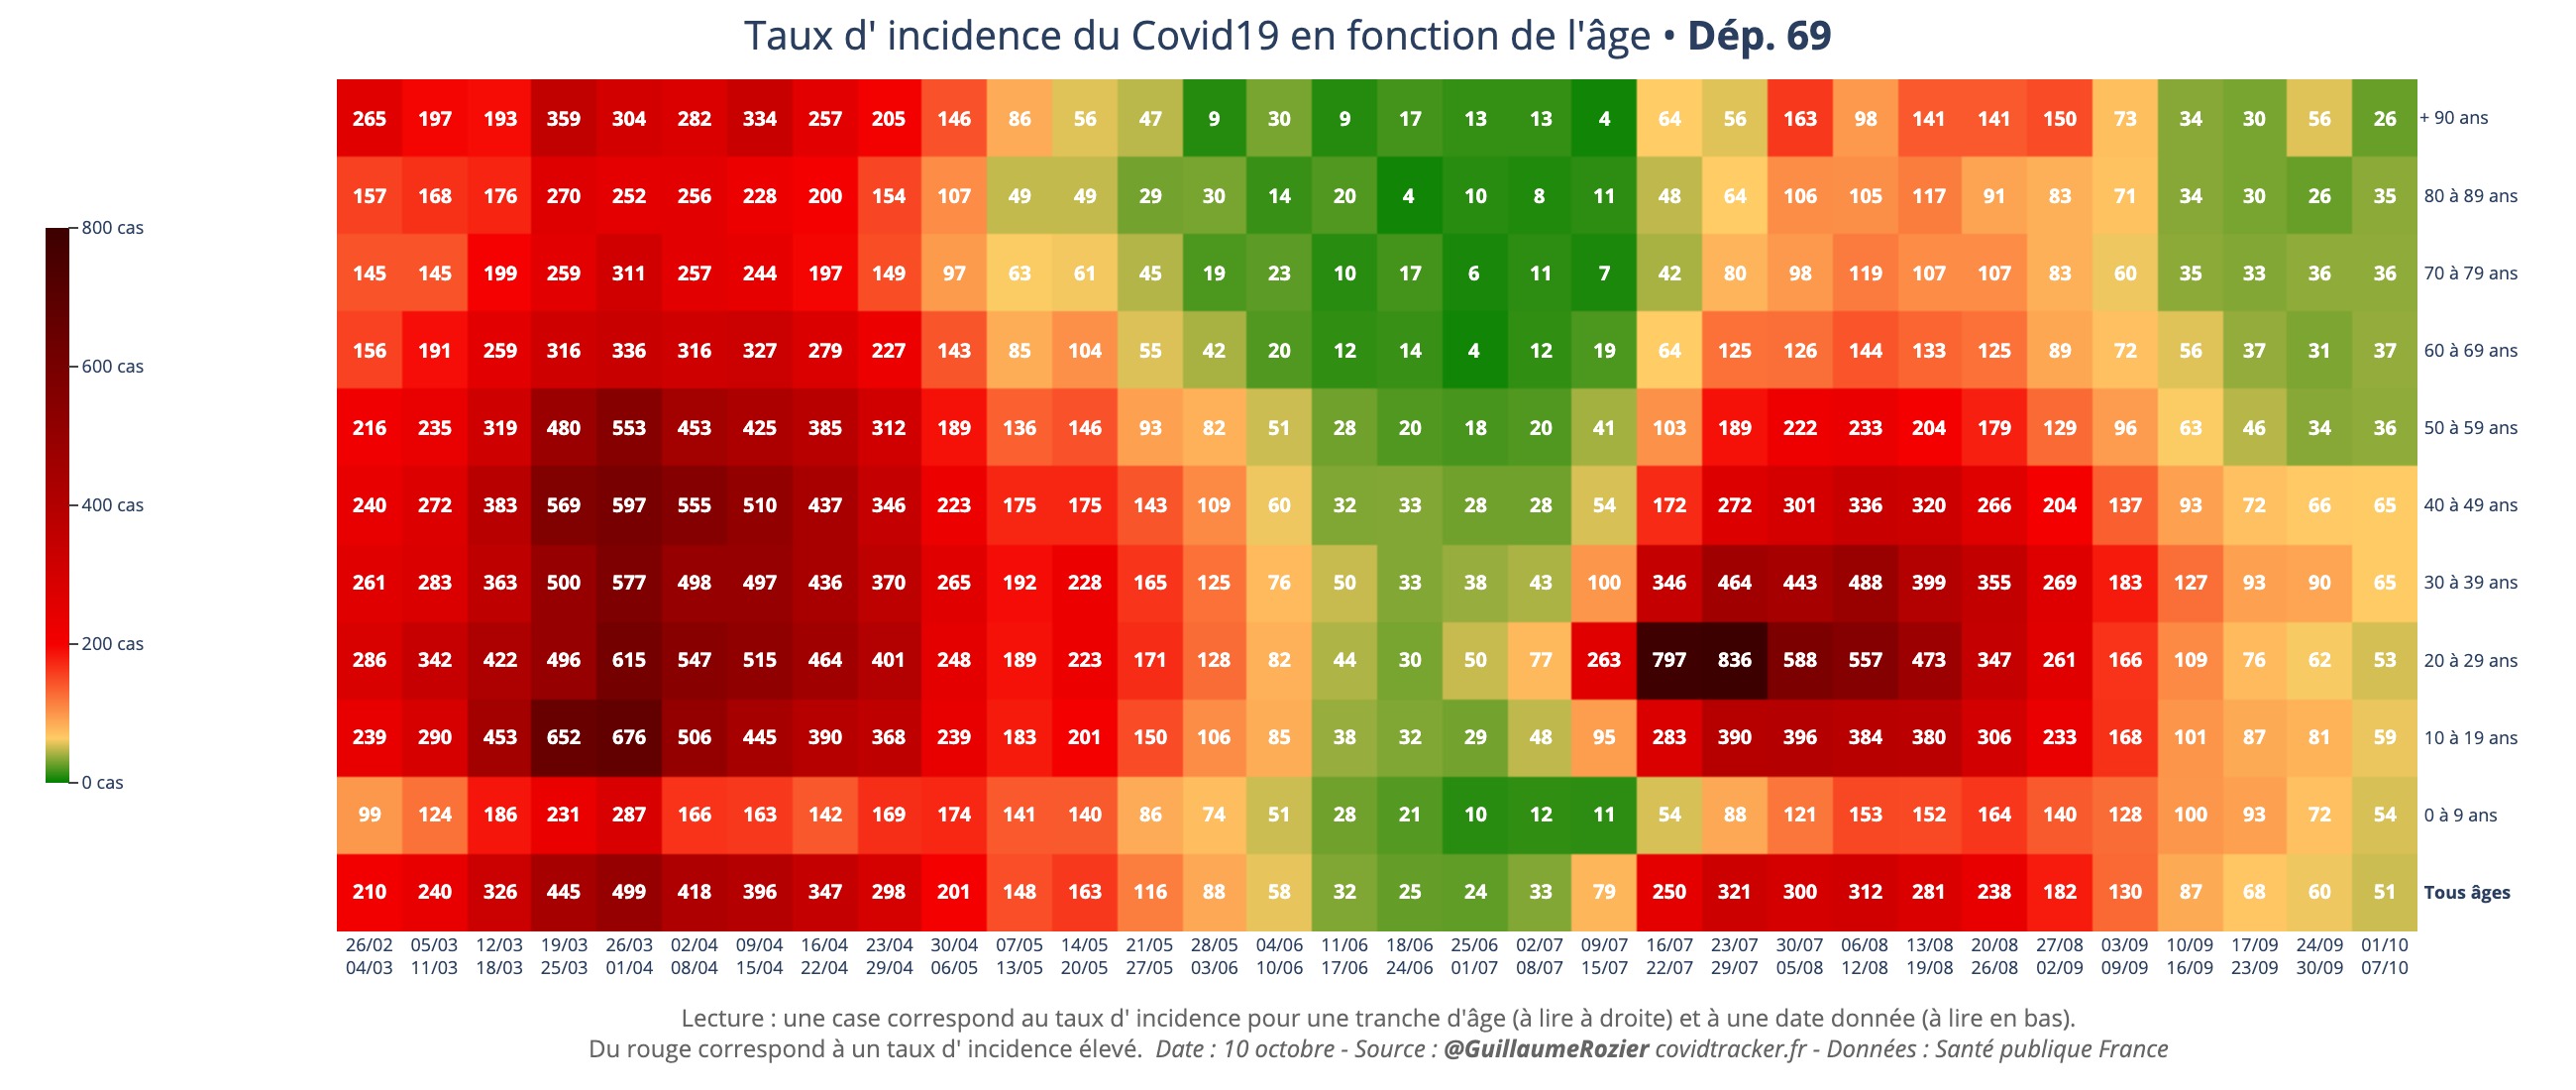 Taux d' incidence du Covid19 en fonction de l'âge • Dép. 69
265 197 193 359 304 282 334 257 205 146 86 56 47 9 30 9 17 13 13 4 64 56 163 98 141 141 150 73 34 30 56 26 + 90 ans
157 168 176 270 252 256 228 200 154 107 49 49 29 30 14 20 4 10 8 11 48 64 106 105 117 91 83 71 34 30 26 35 80 à 89 ans
800 cas
145 145 199 259 311 257 244 197 149 97 63 61 45 19 23 10 17 6 11 7 42 80 98 119 107 107 83 60 35 33 36 36 70 à 79 ans
156 191 259 316 336 316 327 279 227 143 85 104 55 42 20 12 14 4 12 19 64 125 126 144 133 125 89 72 56 37 31 37 60 à 69 ans
600 cas
216 235 319 480 553 453 425 385 312 189 136 146 93 82 51 28 20 18 20 41 103 189 222 233 204 179 129 96 63 46 34 36 50 à 59 ans
400 cas
240 272 383 569 597 555 510 437 346 223 175 175 143 109 60 32 33 28 28 54 172 272 301 336 320 266 204 137 93 72 66 65 40 à 49 ans
261 283 363 500 577 498 497 436 370 265 192 228 165 125 76 50 33 38 43 100 346 464 443 488 399 355 269 183 127 93 90 65 30 à 39 ans
200 cas
286 342 422 496 615 547 515 464 401 248 189 223 171 128 82 44 30 50 77 263 797 836 588 557 473 347 261 166 109 76 62 53 20 à 29 ans
239 290 453 652 676 506 445 390 368 239 183 201 150 106 85 38 32 29 48 95 283 390 396 384 380 306 233 168 101 87 81 59 10 à 19 ans
0 cas
99 124 186 231 287 166 163 142 169 174 141 140 86 74 51 28 21 10 12 11 54 88 121 153 152 164 140 128 100 93 72 54 0 à 9 ans
210 240 326 445 499 418 396 347 298 201 148 163 116 88 58 32 25 24 33 79 250 321 300 312 281 238 182 130 87 68 60 51 Tous âges
26/02 05/03 12/03 19/03 26/03 02/04 09/04 16/04 23/04 30/04 07/05 14/05 21/05 28/05 04/06 11/06 18/06 25/06 02/07 09/07 16/07 23/07 30/07 06/08 13/08 20/08 27/08 03/09 10/09 17/09 24/09 01/10
04/03 11/03 18/03 25/03 01/04 08/04 15/04 22/04 29/04 06/05 13/05 20/05 27/05 03/06 10/06 17/06 24/06 01/07 08/07 15/07 22/07 29/07 05/08 12/08 19/08 26/08 02/09 09/09 16/09 23/09 30/09 07/10
Lecture : une case correspond au taux d' incidence pour une tranche d'âge (à lire à droite) et à une date donnée (à lire en bas).
Du rouge correspond à un taux d' incidence élevé. Date : 10 octobre - Source : @GuillaumeRozier covidtracker.fr - Données : Santé publique France